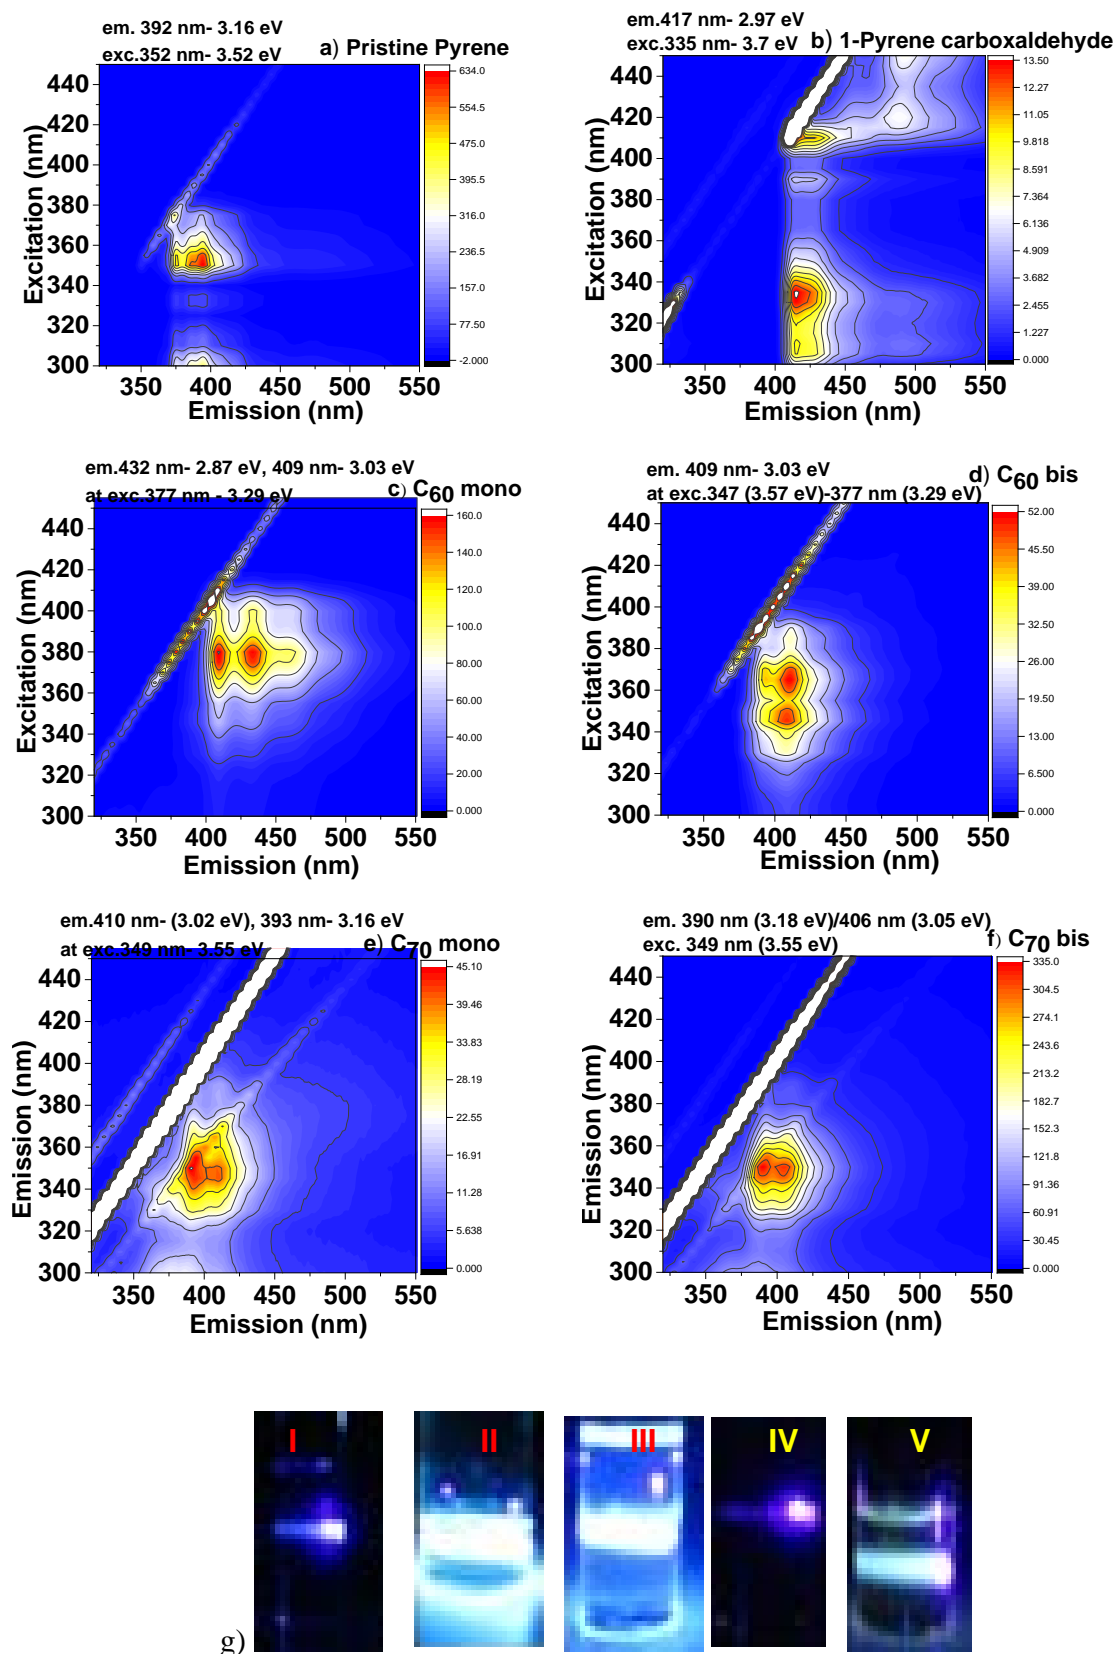 em. 392 nm- 3.16 eV
exc.352 nm- 3.52 eV
a) Pristine Pyrene
450
400
350
300
440
420
400
380
360
340
320
300
Excitation (nm)
350 400 450 500 550
Emission (nm)
634.0
554.5
475.0
395.5
316.0
236.5
157.0
77.50
-2.000
em.417 nm- 2.97 eV
exc.335 nm- 3.7 eV
b) 1-Pyrene carboxaldehyde
440
420
400
380
360
340
320
300
Excitation (nm)
350 400 450 500 550
Emission (nm)
13.50
12.27
11.05
9.818
8.591
7.364
6.136
4.909
3.682
2.455
1.227
0.000
em.432 nm- 2.87 eV, 409 nm- 3.03 eV
at exc.377 nm - 3.29 eV
c) C60 mono
440
420
400
380
360
340
320
300
Excitation (nm)
350 400 450 500 550
Emission (nm)
160.0
140.0
120.0
100.0
80.00
60.00
40.00
20.00
0.000
em. 409 nm- 3.03 eV
at exc.347 (3.57 eV)-377 nm (3.29 eV)
d) C60 bis
440
420
400
380
360
340
320
300
Excitation (nm)
350 400 450 500 550
Emission (nm)
52.00
45.50
39.00
32.50
26.00
19.50
13.00
6.500
0.000
em.410 nm- (3.02 eV), 393 nm- 3.16 eV
at exc.349 nm- 3.55 eV
e) C70 mono
440
420
400
380
360
340
320
300
Emission (nm)
350 400 450 500 550
Emission (nm)
45.10
39.46
33.83
28.19
22.55
16.91
11.28
5.638
0.000
em. 390 nm (3.18 eV)/406 nm (3.05 eV)
exc. 349 nm (3.55 eV)
f) C70 bis
440
420
400
380
360
340
320
300
Emission (nm)
350 400 450 500 550
Emission (nm)
335.0
304.5
274.1
243.6
213.2
182.7
152.3
121.8
91.36
60.91
30.45
0.000
I II III IV V
g)